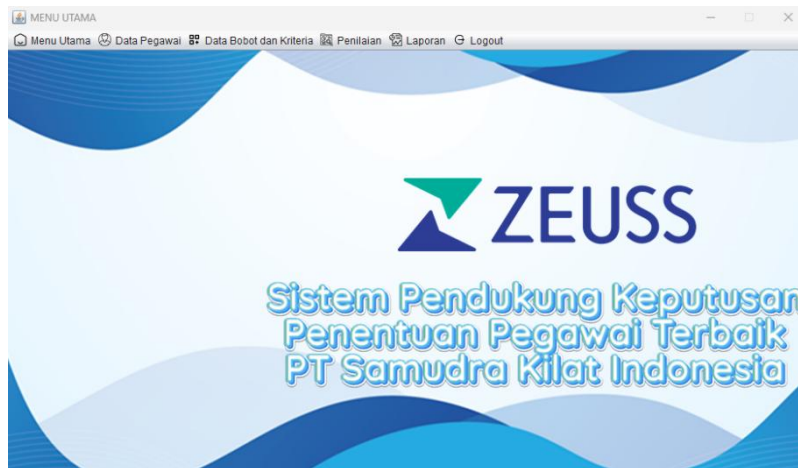 MENU UTAMA
Menu Utama Data Pegawai Data Bobot dan Kriteria Penilaian Laporan Logout
ZEUSS
Sistem Pendukung Keputusan
Penentuan Pegawai Terbaik
PT Samudra Kilat Indonesia